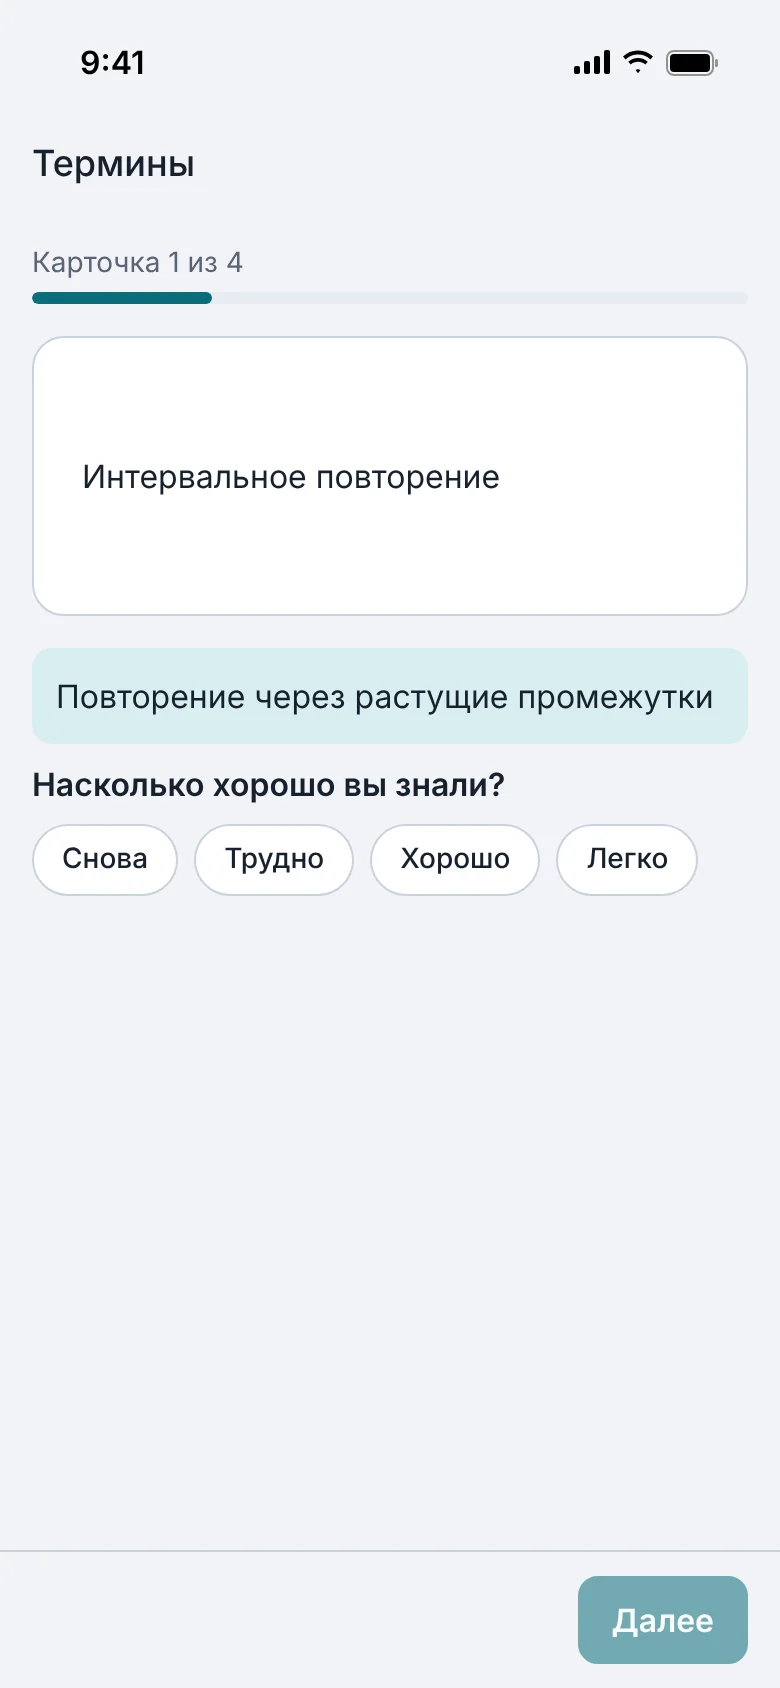 9:41
Термины
Карточка 1 из 4
Интервальное повторение
Повторение через растущие промежутки
Насколько хорошо вы знали?
Снова Трудно Хорошо Легко
Далее